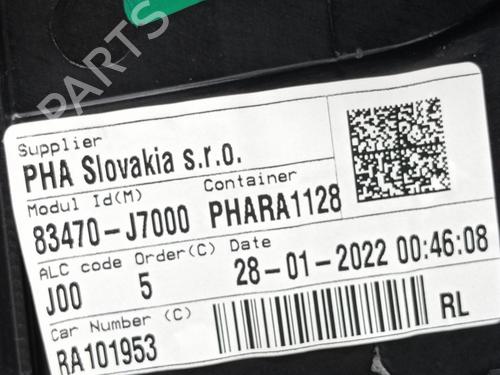 PARTS
Supplier
PHA Slovakia s.r.o.
Modul Id(M) Container
83470-J7000 PHARA1128
ALC code Order(C) Date
J00 5 28-01-2022 00:46:08
Car Number (C)
RA101953 RL